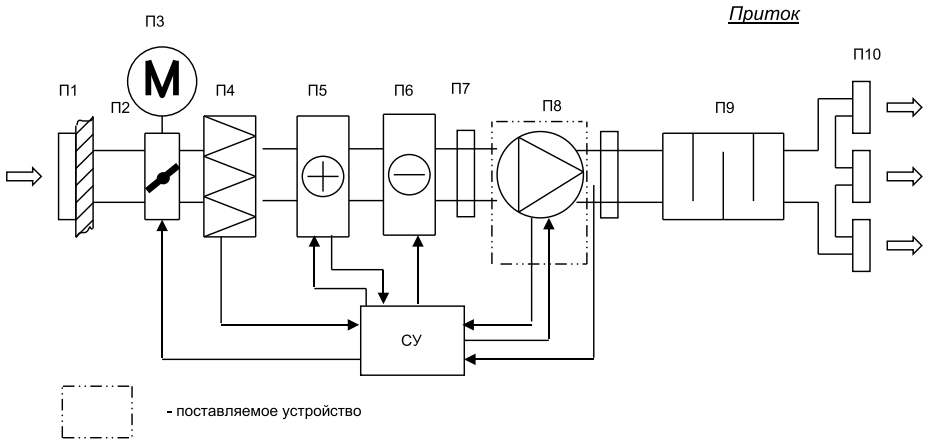 Приток
П3
П10
П1
П2
П4
П5
П6
П7
П8
П9
М
СУ
- поставляемое устройство